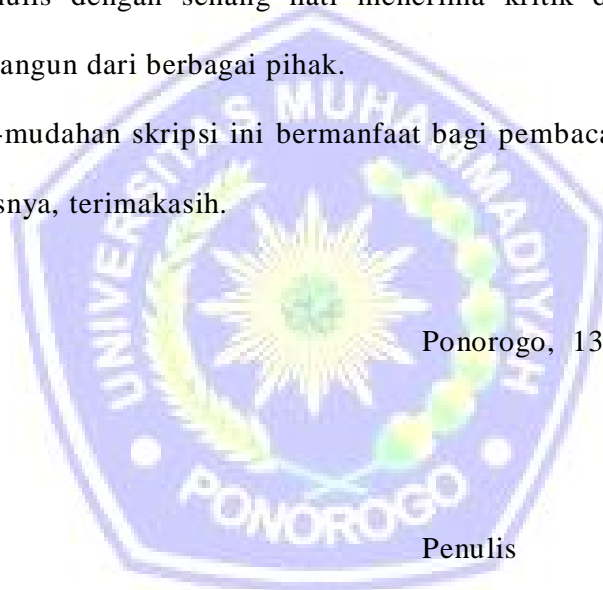 nulis dengan senang hati menerima kritik d
angun dari berbagai pihak.
-mudahan skripsi ini bermanfaat bagi pembaca
snya, terimakasih.
UNIVERSITAS MUHAMMADIYAH
Ponorogo, 13
PONOROGO
Penulis